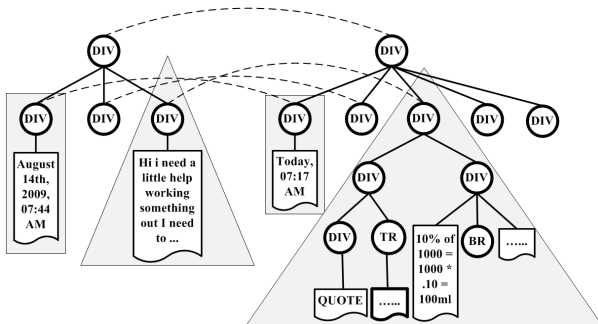 DIV
DIV
DIV
DIV
DIV
DIV
DIV
DIV
DIV
DIV
August
14th,
2009,
07:44
AM
Hi i need a
little help
working
something
out I need
to ...
Today,
07:17
AM
DIV
DIV
DIV
TR
10% of
1000 =
1000 *
.10 =
100ml
BR
......
QUOTE
......